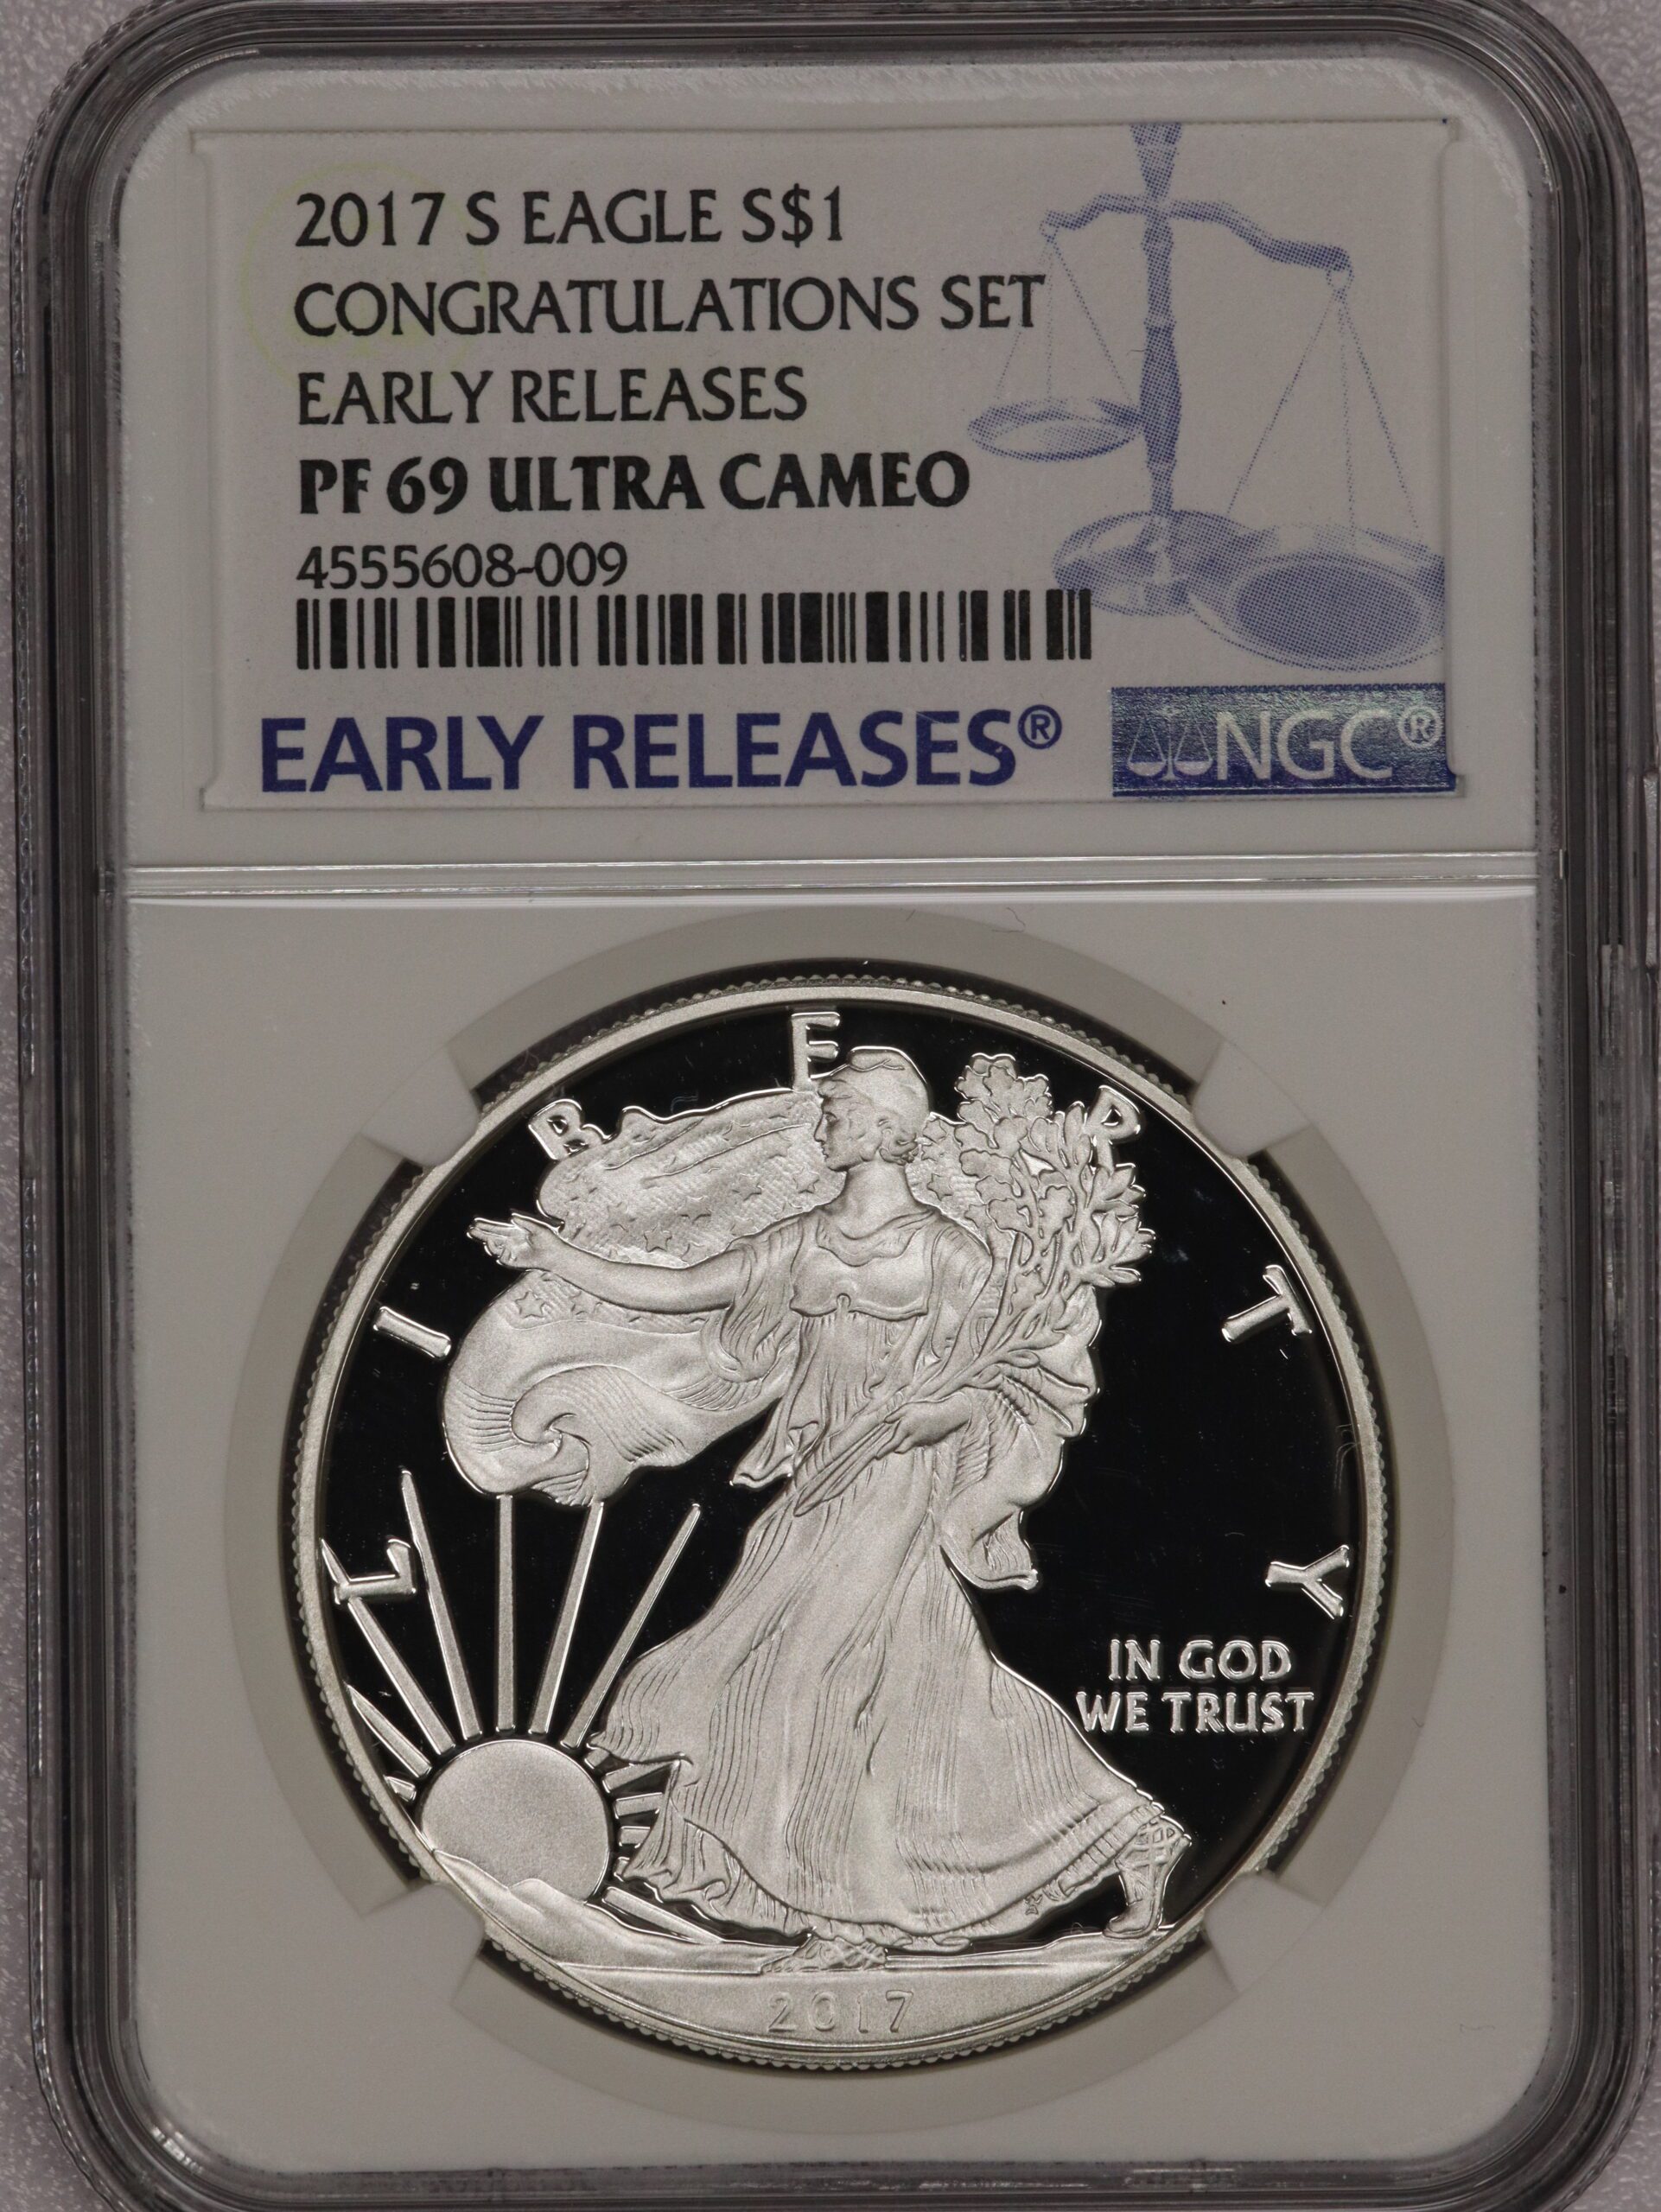 2017 S EAGLE S$1
CONGRATULATIONS SET
EARLY RELEASES
PF 69 ULTRA CAMEO
4555608-009
EARLY RELEASES®
NGC®
LIBERTY
IN GOD
WE TRUST
2017